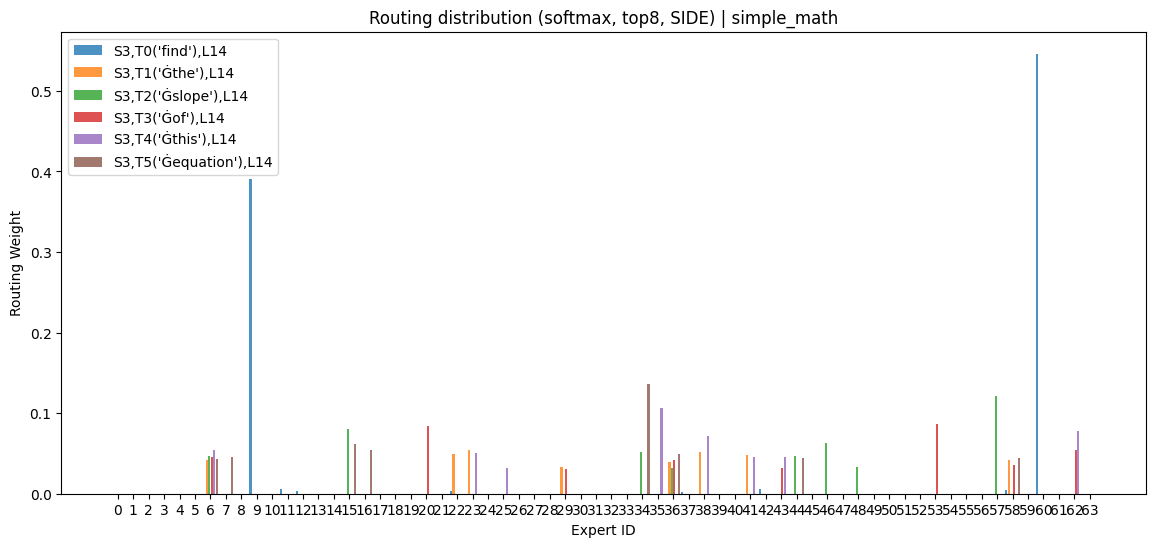 Routing distribution (softmax, top8, SIDE) | simple_math
S3,T0('find'),L14
S3,T1('Ġthe'),L14
S3,T2('Ġslope'),L14
S3,T3('Ġof'),L14
S3,T4('Ġthis'),L14
S3,T5('Ġequation'),L14
0.5
0.4
0.3
0.2
0.1
0.0
Routing Weight
0 1 2 3 4 5 6 7 8 9 10 11 12 13 14 15 16 17 18 19 20 21 22 23 24 25 26 27 28 29 30 31 32 33 34 35 36 37 38 39 40 41 42 43 44 45 46 47 48 49 50 51 52 53 54 55 56 57 58 59 60 61 62 63
Expert ID